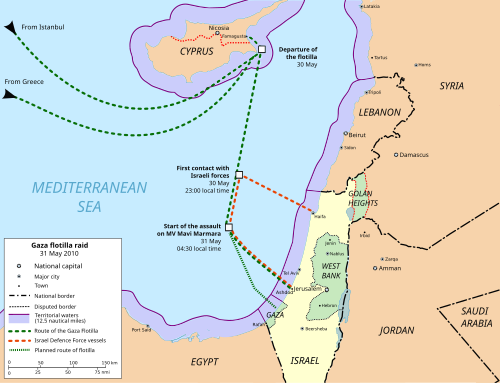 Latakia
From Istanbul
Nicosia
Famagusta
CYPRUS
Departure of
the flotilla
30 May
Tartus
Homs
SYRIA
From Greece
Tripoli
LEBANON
Beirut
Sidon
Damascus
First contact with
Israeli forces
30 May
23:00 local time
MEDITERRANEAN
SEA
GOLAN
HEIGHTS
Haifa
Start of the assault
on MV Mavi Marmara
31 May
04:30 local time
Irbid
Jenin
Nablus
WEST
BANK
Zarqa
Amman
Tel Aviv
Jerusalem
Ashdod
Hebron
GAZA
Rafah
Beersheba
Port Said
EGYPT
ISRAEL
JORDAN
SAUDI
ARABIA
Gaza flotilla raid
31 May 2010
National capital
Major city
Town
National border
Disputed border
Territorial waters
(12.5 nautical miles)
Route of the Gaza Flotilla
Israel Defence Force vessels
Planned route of flotilla
0 50 100 150 km
0 25 50 75 nmi